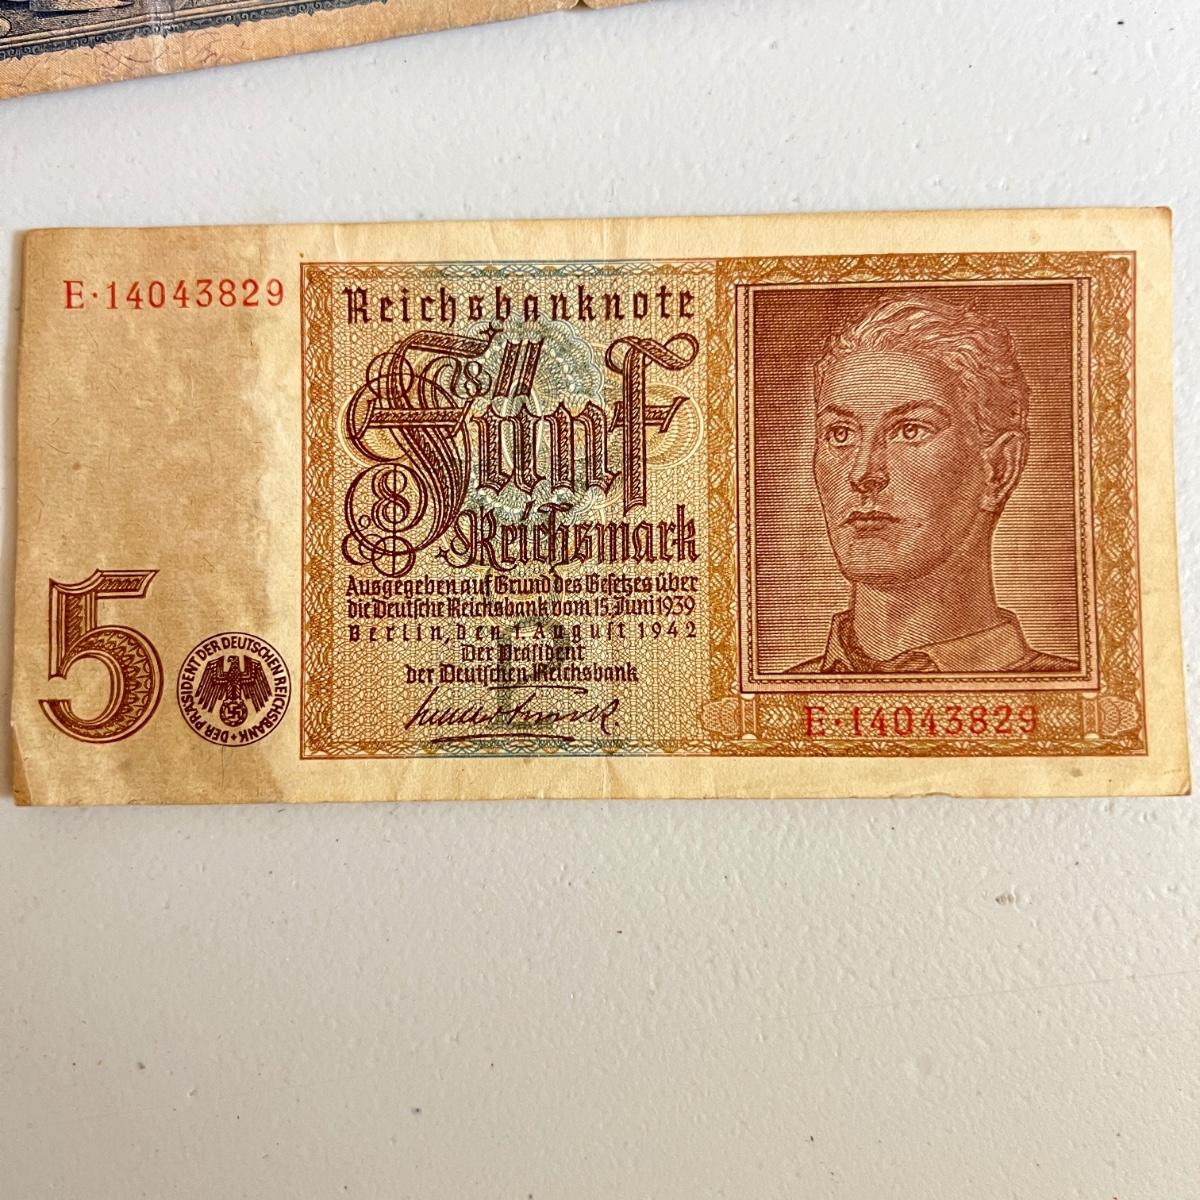 E·14043829
Reichsbanknote
Fünf
Reichsmark
Ausgegeben auf Grund des Gesetzes über
die Deutsche Reichsbank vom 15. Juni 1939
Berlin, den 1. August 1942
Der Präsident
der Deutschen Reichsbank
5
DER PRÄSIDENT DER DEUTSCHEN REICHSBANK
E·14043829